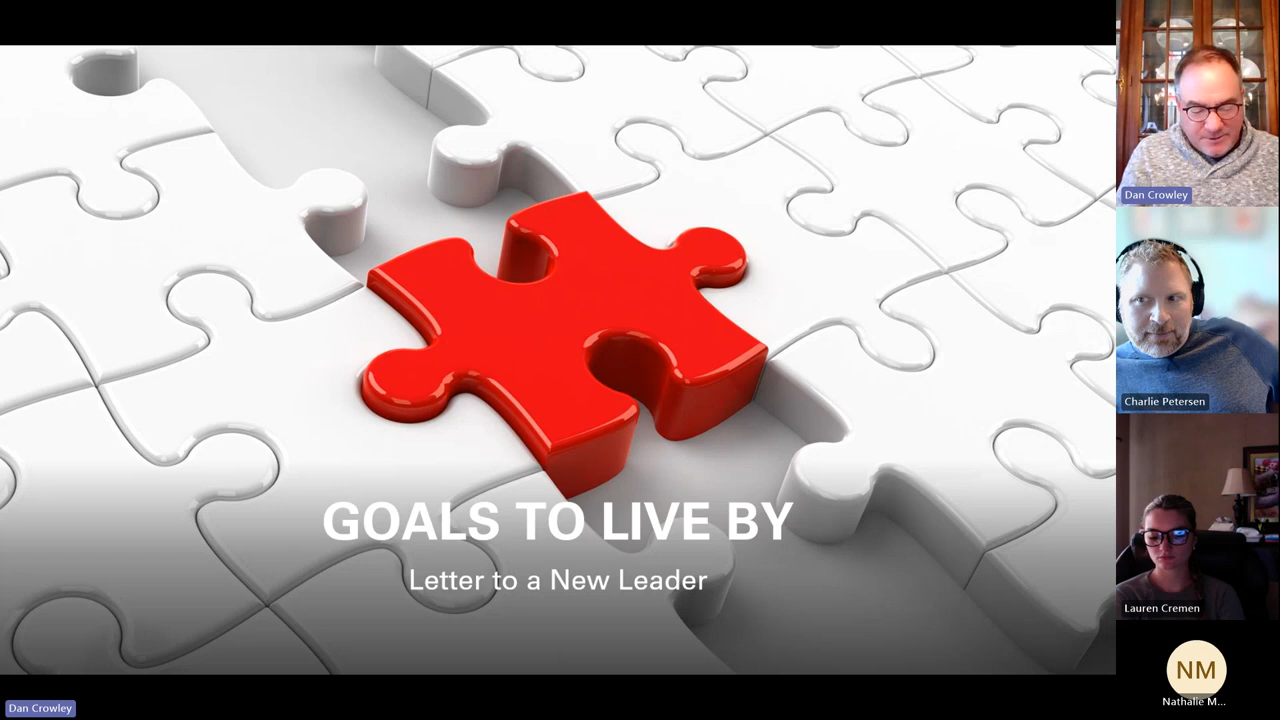 GOALS TO LIVE BY
Letter to a New Leader
Dan Crowley
Dan Crowley
Charlie Petersen
Lauren Cremen
NM
Nathalie M...